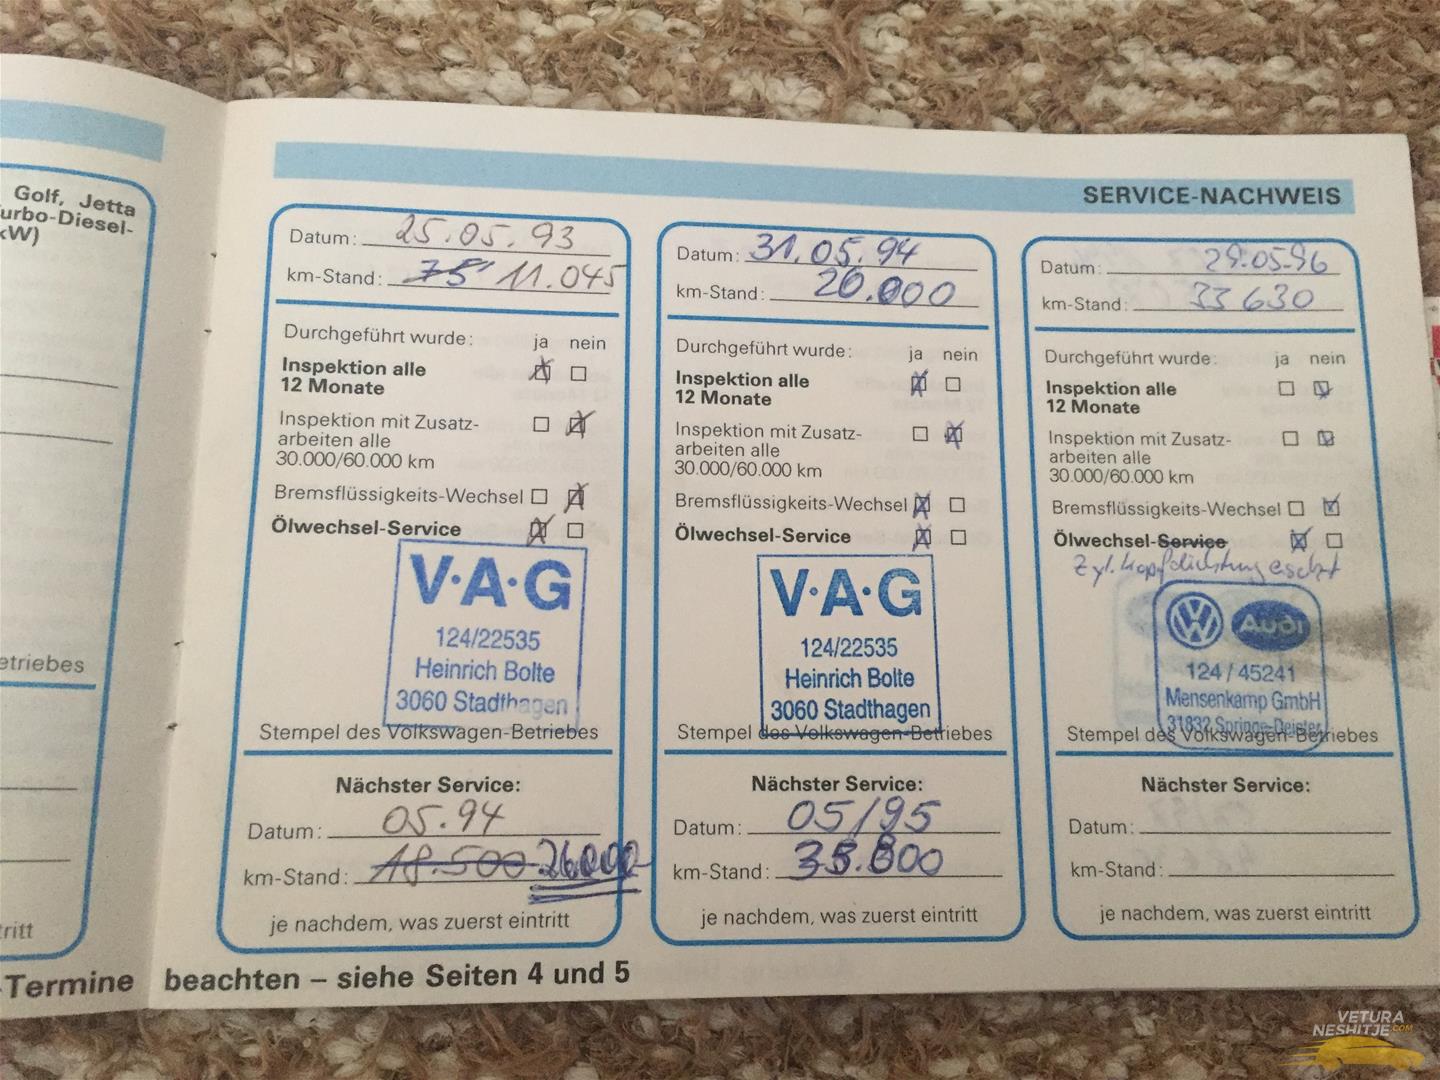 Golf, Jetta
urbo-Diesel-
kW)
etriebes
tritt
-Termine
SERVICE-NACHWEIS
Datum: 25.05.93
km-Stand: 75' 11.045
Durchgeführt wurde: ja nein
Inspektion alle
12 Monate
Inspektion mit Zusatz-
arbeiten alle
30.000/60.000 km
Bremsflüssigkeits-Wechsel
Ölwechsel-Service
V·A·G
124/22535
Heinrich Bolte
3060 Stadthagen
Stempel des Volkswagen-Betriebes
Nächster Service:
Datum: 05.94
km-Stand: 18.500 26000
je nachdem, was zuerst eintritt
Datum: 31.05.94
km-Stand: 20.000
Durchgeführt wurde: ja nein
Inspektion alle
12 Monate
Inspektion mit Zusatz-
arbeiten alle
30.000/60.000 km
Bremsflüssigkeits-Wechsel
Ölwechsel-Service
V·A·G
124/22535
Heinrich Bolte
3060 Stadthagen
Stempel des Volkswagen-Betriebes
Nächster Service:
Datum: 05/95
km-Stand:
je nachdem, was zuerst eintritt
Datum: 29.05.96
km-Stand: 33 630
Durchgeführt wurde: ja nein
Inspektion alle
12 Monate
Inspektion mit Zusatz-
arbeiten alle
30.000/60.000 km
Bremsflüssigkeits-Wechsel
Ölwechsel-Service
Zyl. Kopfdichtung
VW Audi
124/45241
Mensenkamp GmbH
31832 Springe-Deister
Stempel des Volkswagen-Betriebes
Nächster Service:
Datum:
km-Stand:
je nachdem, was zuerst eintritt
beachten – siehe Seiten 4 und 5
VETURA
NESHITJE.COM